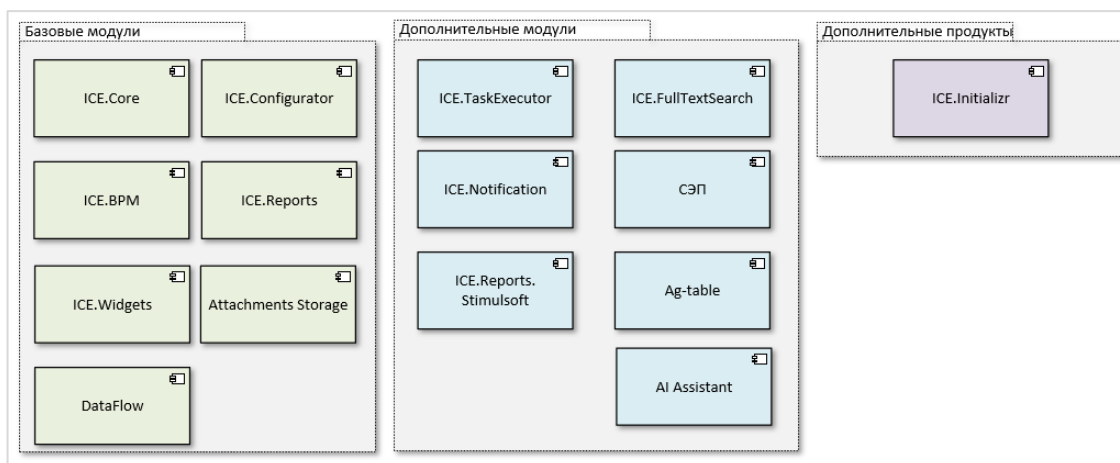 Базовые модули
ICE.Core
ICE.Configurator
ICE.BPM
ICE.Reports
ICE.Widgets
Attachments Storage
DataFlow
Дополнительные модули
ICE.TaskExecutor
ICE.FullTextSearch
ICE.Notification
СЭП
ICE.Reports.
Stimulsoft
Ag-table
AI Assistant
Дополнительные продукты
ICE.Initializr